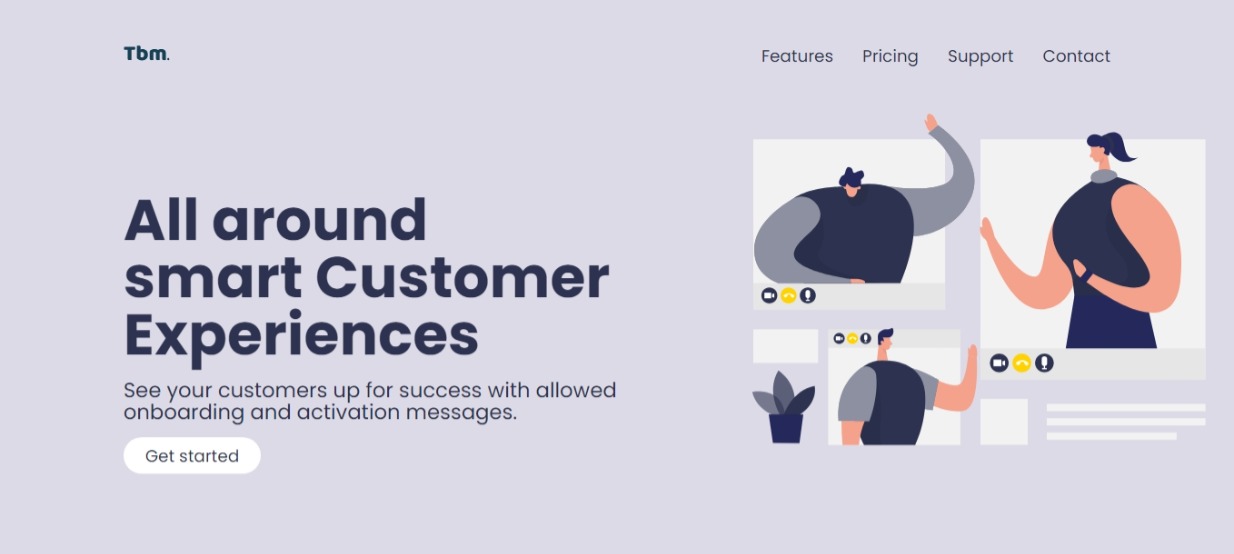 Tbm.
Features Pricing Support Contact
All around
smart Customer
Experiences
See your customers up for success with allowed
onboarding and activation messages.
Get started